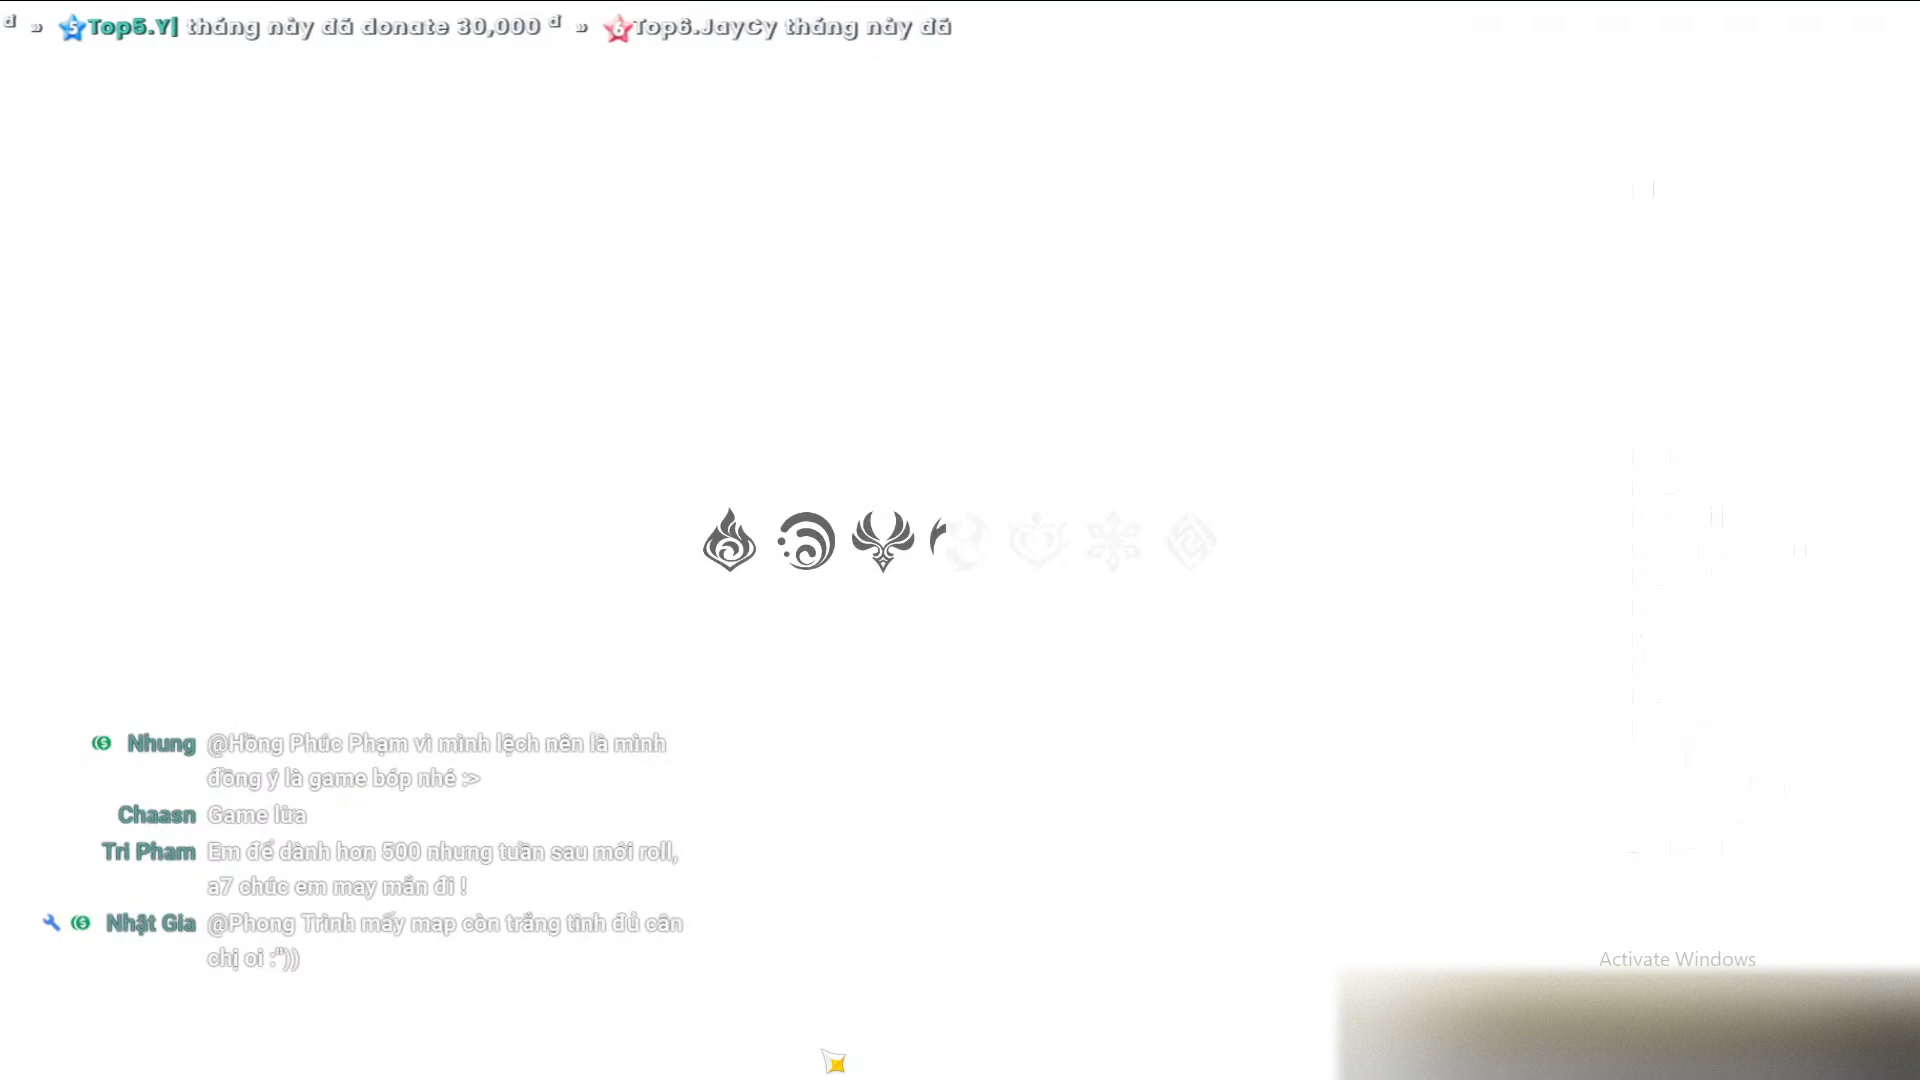 đ » 5 Top5.Y| tháng này đã donate 30,000 đ » 6 Top6.JayCy tháng này đã
Nhung @Hồng Phúc Phạm vì mình lệch nên là mình
đồng ý là game bóp nhé :>
Chaasn Game lừa
Tri Pham Em để dành hơn 500 nhưng tuần sau mới roll,
a7 chúc em may mắn đi !
Nhật Gia @Phong Trình mấy map còn trắng tinh đủ cân
chị ơi :"))
Activate Windows